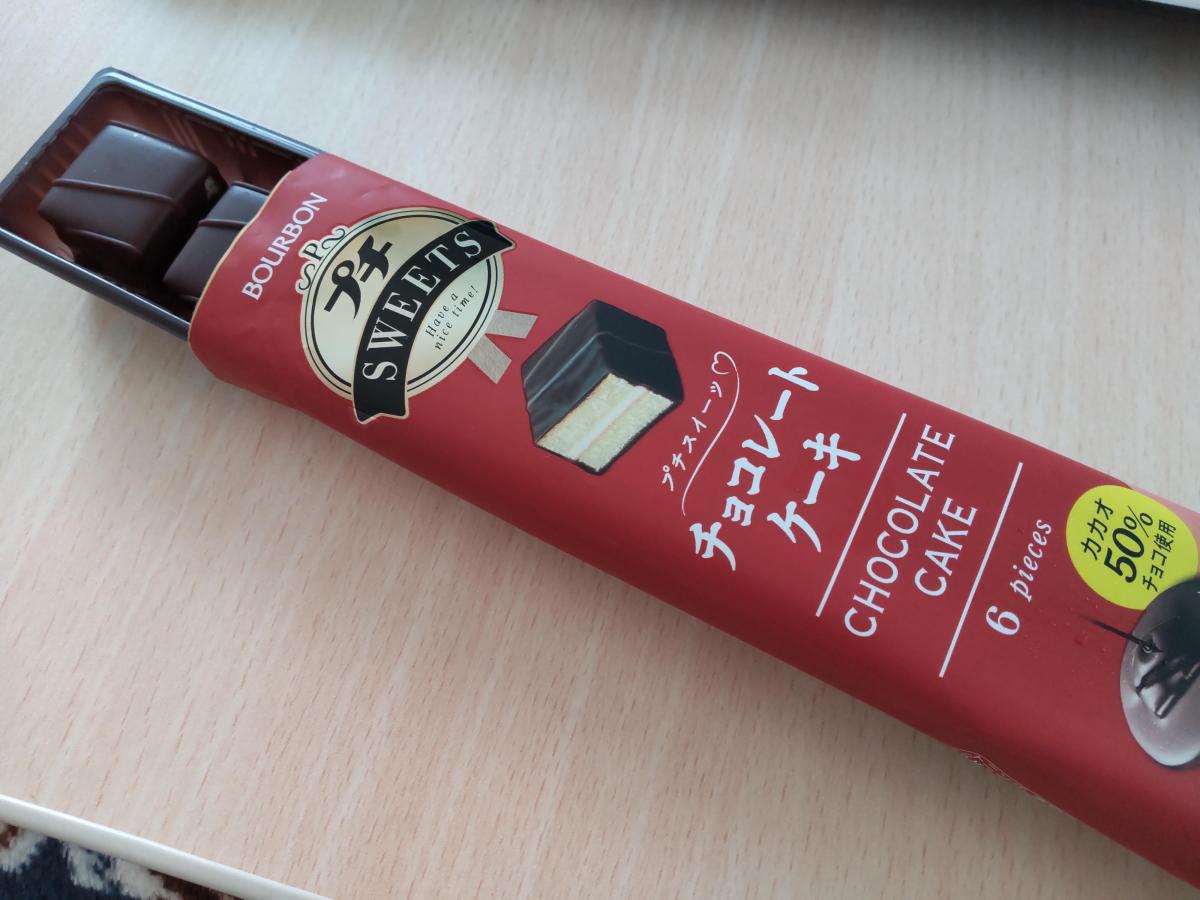 BOURBON
P
プチ
SWEETS
Have a
nice time!
プチスイーツ♡
チョコレート
ケーキ
CHOCOLATE
CAKE
6 pieces
カカオ
50%
チョコ使用